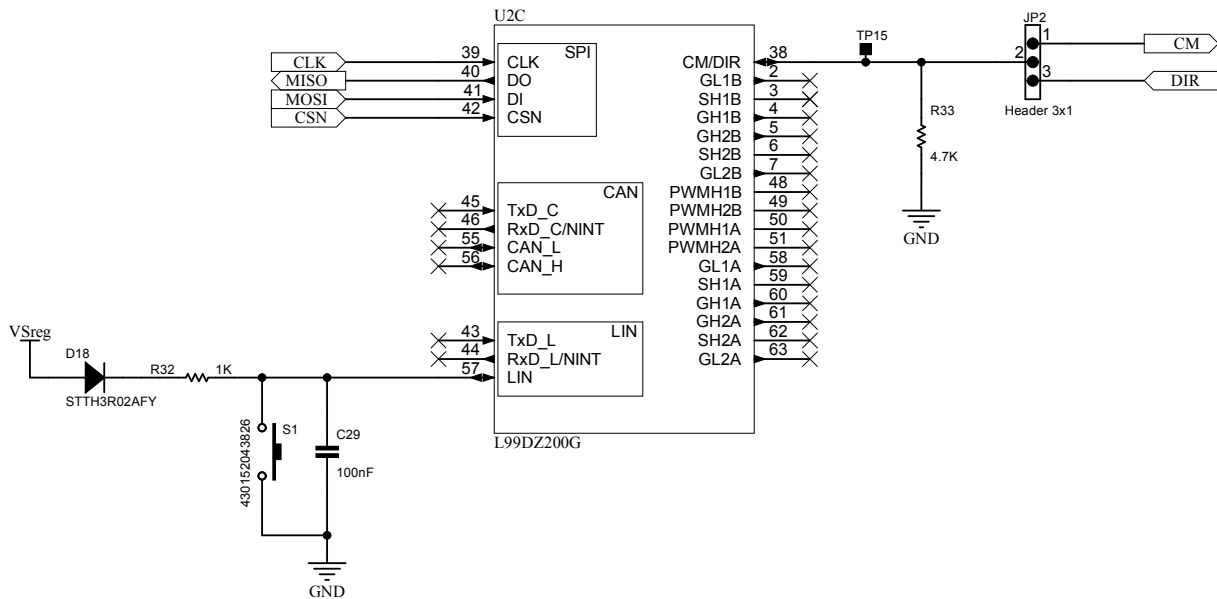 U2C
SPI
39
CLK
CLK
40
MISO
DO
41
MOSI
DI
42
CSN
CSN
CAN
45
TxD_C
46
RxD_C/NINT
55
CAN_L
56
CAN_H
LIN
43
TxD_L
44
RxD_L/NINT
57
LIN
L99DZ200G
38
CM/DIR
2
GL1B
3
SH1B
4
GH1B
5
GH2B
6
SH2B
7
GL2B
48
PWMH1B
49
PWMH2B
50
PWMH1A
51
PWMH2A
58
GL1A
59
SH1A
60
GH1A
61
GH2A
62
SH2A
63
GL2A
TP15
JP2
1
2
3
CM
DIR
Header 3x1
R33
4.7K
GND
VSreg
D18
STTH3R02AFY
R32
1K
S1
430152043826
C29
100nF
GND